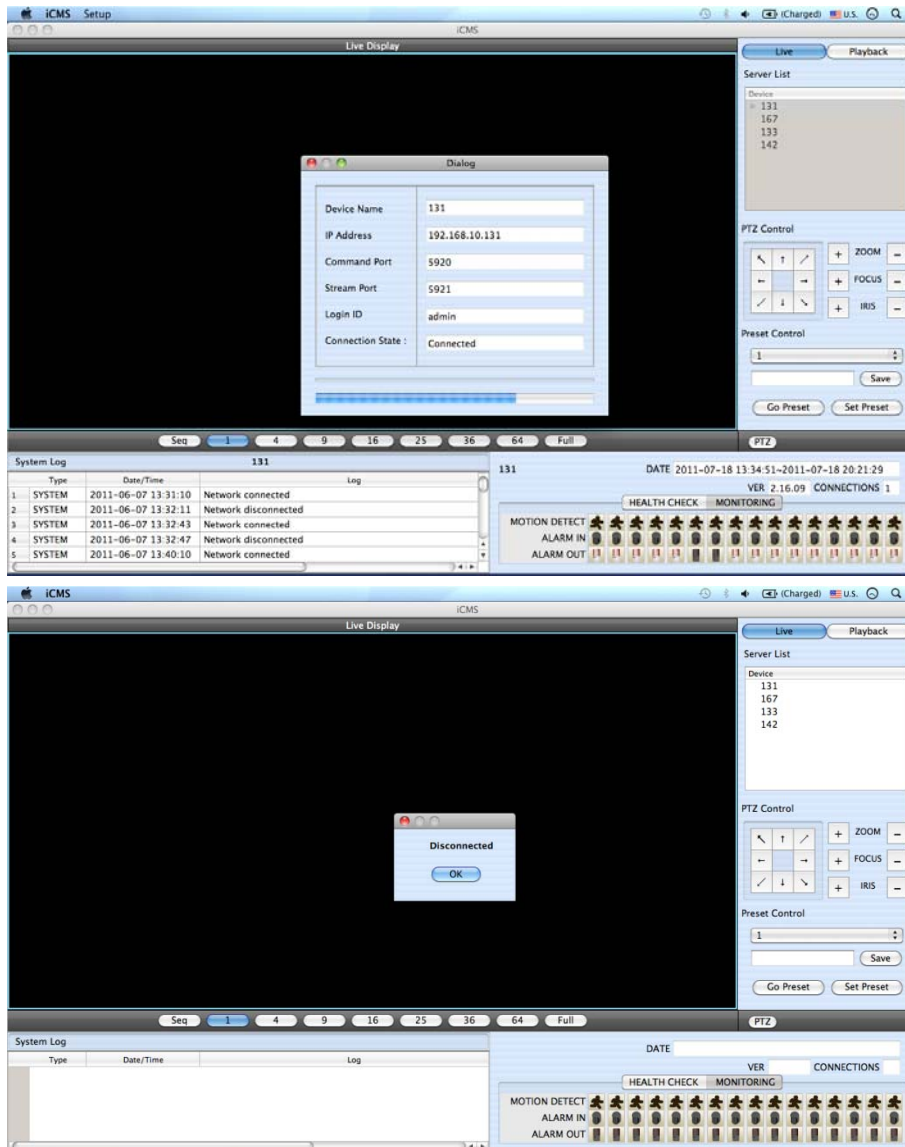 iCMS Setup (Charged) U.S.
iCMS
Live Display
Live Playback
Server List
Device
131
167
133
142
Dialog
Device Name 131
IP Address 192.168.10.131
Command Port 5920
Stream Port 5921
Login ID admin
Connection State : Connected
PTZ Control
+ ZOOM -
+ FOCUS -
+ IRIS -
Preset Control
1
Save
Go Preset Set Preset
Seq 1 4 9 16 25 36 64 Full PTZ
System Log 131
Type Date/Time Log
1 SYSTEM 2011-06-07 13:31:10 Network connected
2 SYSTEM 2011-06-07 13:32:11 Network disconnected
3 SYSTEM 2011-06-07 13:32:43 Network connected
4 SYSTEM 2011-06-07 13:32:47 Network disconnected
5 SYSTEM 2011-06-07 13:40:10 Network connected
131 DATE 2011-07-18 13:34:51~2011-07-18 20:21:29
VER 2.16.09 CONNECTIONS 1
HEALTH CHECK MONITORING
MOTION DETECT
ALARM IN
ALARM OUT
iCMS (Charged) U.S.
iCMS
Live Display
Live Playback
Server List
Device
131
167
133
142
Disconnected
OK
PTZ Control
+ ZOOM -
+ FOCUS -
+ IRIS -
Preset Control
1
Save
Go Preset Set Preset
Seq 1 4 9 16 25 36 64 Full PTZ
System Log
Type Date/Time Log
DATE
VER CONNECTIONS
HEALTH CHECK MONITORING
MOTION DETECT
ALARM IN
ALARM OUT